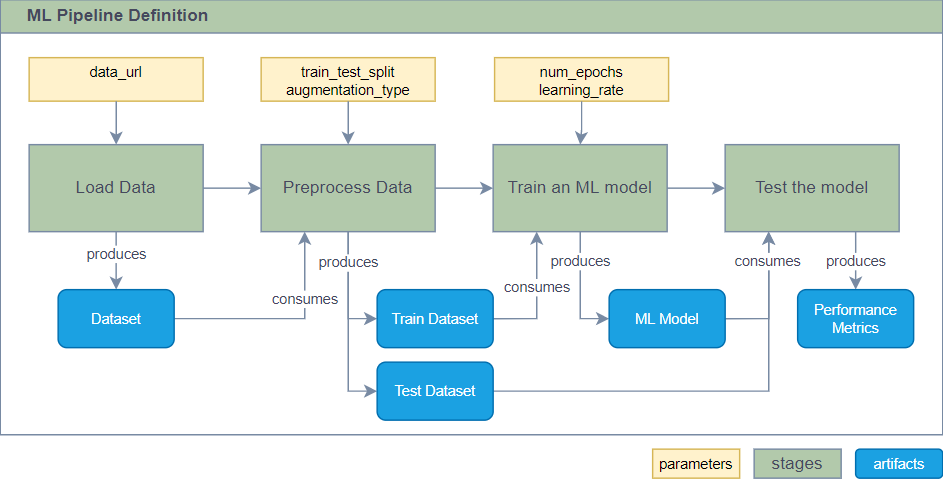 ML Pipeline Definition
data_url
train_test_split
augmentation_type
num_epochs
learning_rate
Load Data
Preprocess Data
Train an ML model
Test the model
produces
consumes
produces
consumes
produces
consumes
produces
Dataset
Train Dataset
ML Model
Performance
Metrics
Test Dataset
parameters
stages
artifacts